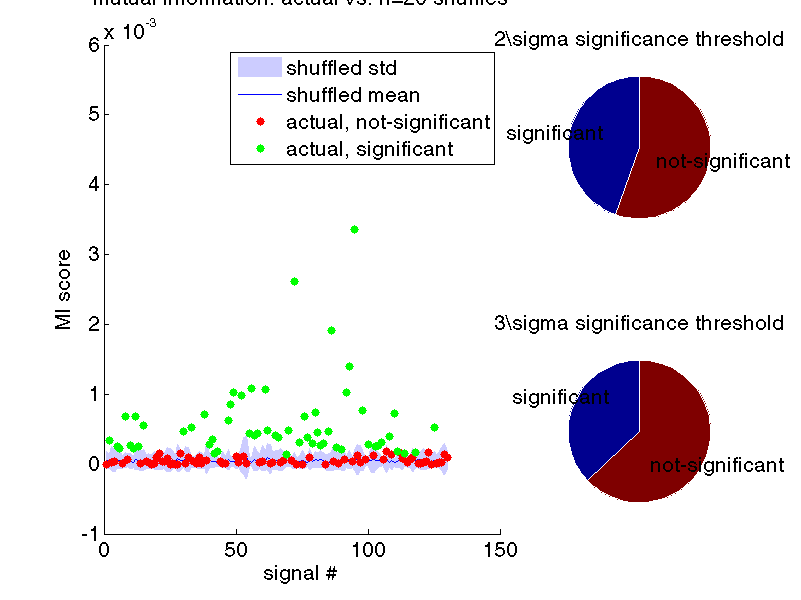 mutual information: actual vs. n=20 shuffles
x 10^-3
6
5
4
3
2
1
0
-1
MI score
0 50 100 150
signal #
shuffled std
shuffled mean
actual, not-significant
actual, significant
2\sigma significance threshold
significant
not-significant
3\sigma significance threshold
significant
not-significant